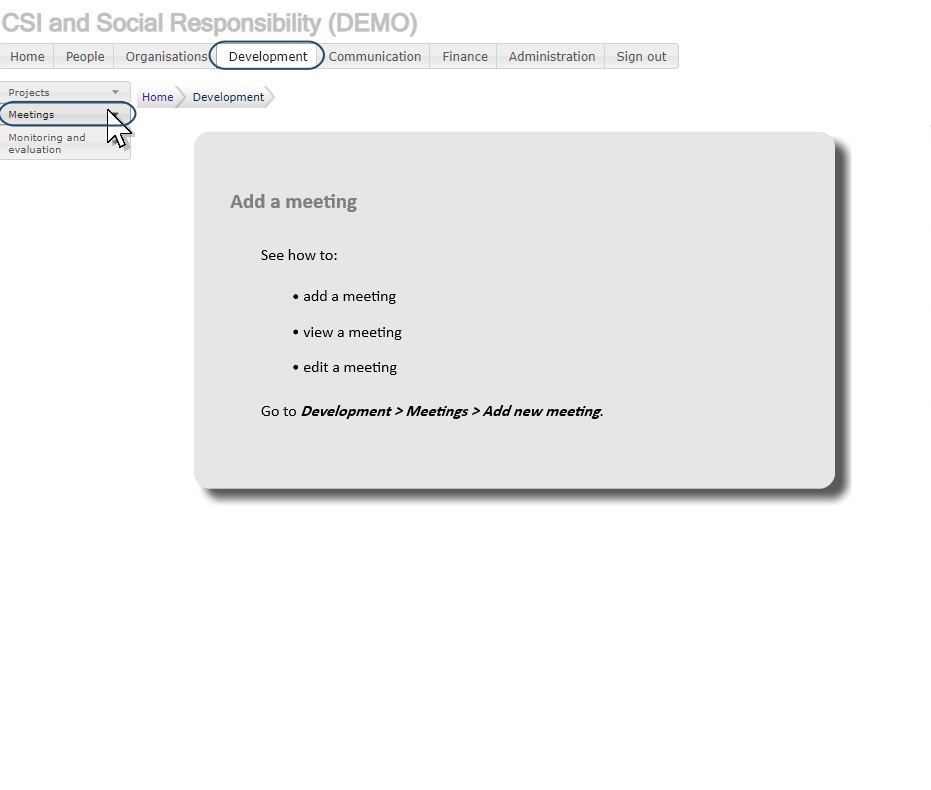 CSI and Social Responsibility (DEMO)
Home People Organisations Development Communication Finance Administration Sign out
Projects
Home Development
Meetings
Monitoring and
evaluation
Add a meeting
See how to:
• add a meeting
• view a meeting
• edit a meeting
Go to Development > Meetings > Add new meeting.